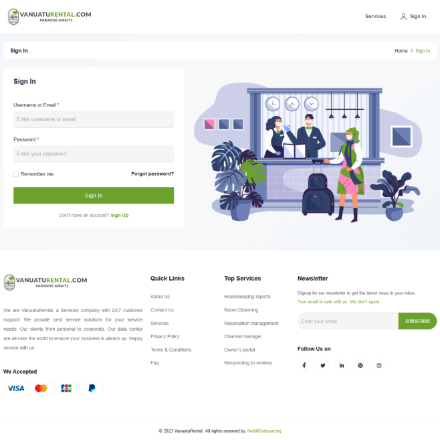 VANUATURENTAL.COM
PARADISE AWAITS
Services
Sign In
Sign In
Home > Sign In
Sign In
Username or Email *
Enter username or email
Password *
Enter your password
Remember me
Forgot password?
Sign In
Don't have an account? Sign Up
VANUATURENTAL.COM
PARADISE AWAITS
We are VanuatuRental, a Services company with 24/7 customer
support. We provide best service solutions for your service
needs. Our clients from personal to corporate. Our data center
are all over the world to ensure your business is always up. Happy
service with us.
We Accepted
VISA
JCB
Quick Links
About Us
Contact Us
Services
Privacy Policy
Terms & Conditions
Faq
Top Services
Housekeeping reports
Room Cleaning
Reservation management
Channel manager
Owner's portal
Responding to reviews
Newsletter
Signup for our newsletter to get the latest news in your inbox.
Your email is safe with us. We don't spam.
Enter your email
SUBSCRIBE
Follow Us on
© 2023 VanuatuRental. All rights reserved by